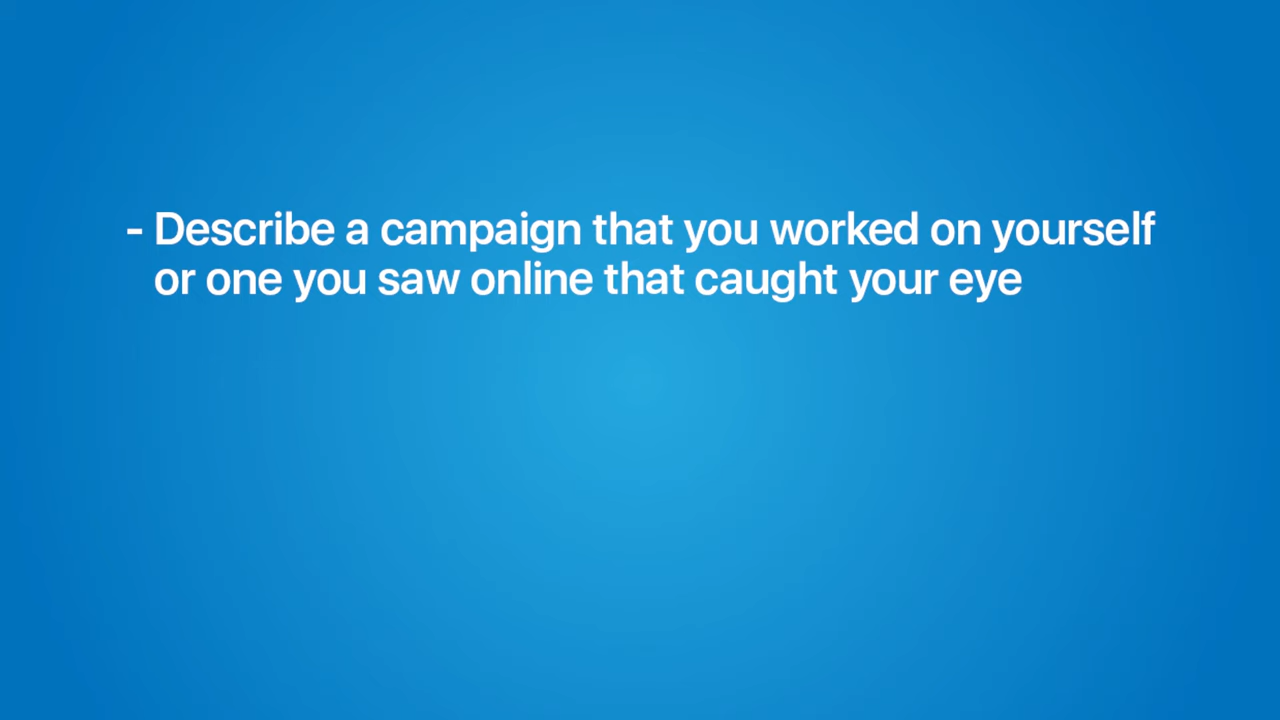 - Describe a campaign that you worked on yourself
or one you saw online that caught your eye